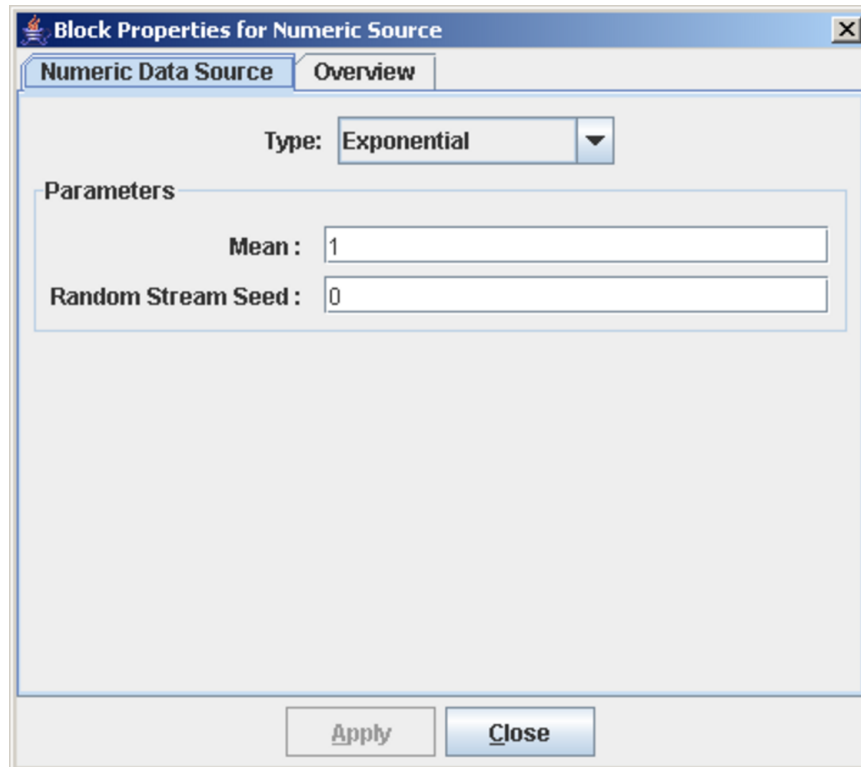 Block Properties for Numeric Source
Numeric Data Source Overview
Type: Exponential
Parameters
Mean : 1
Random Stream Seed : 0
Apply Close